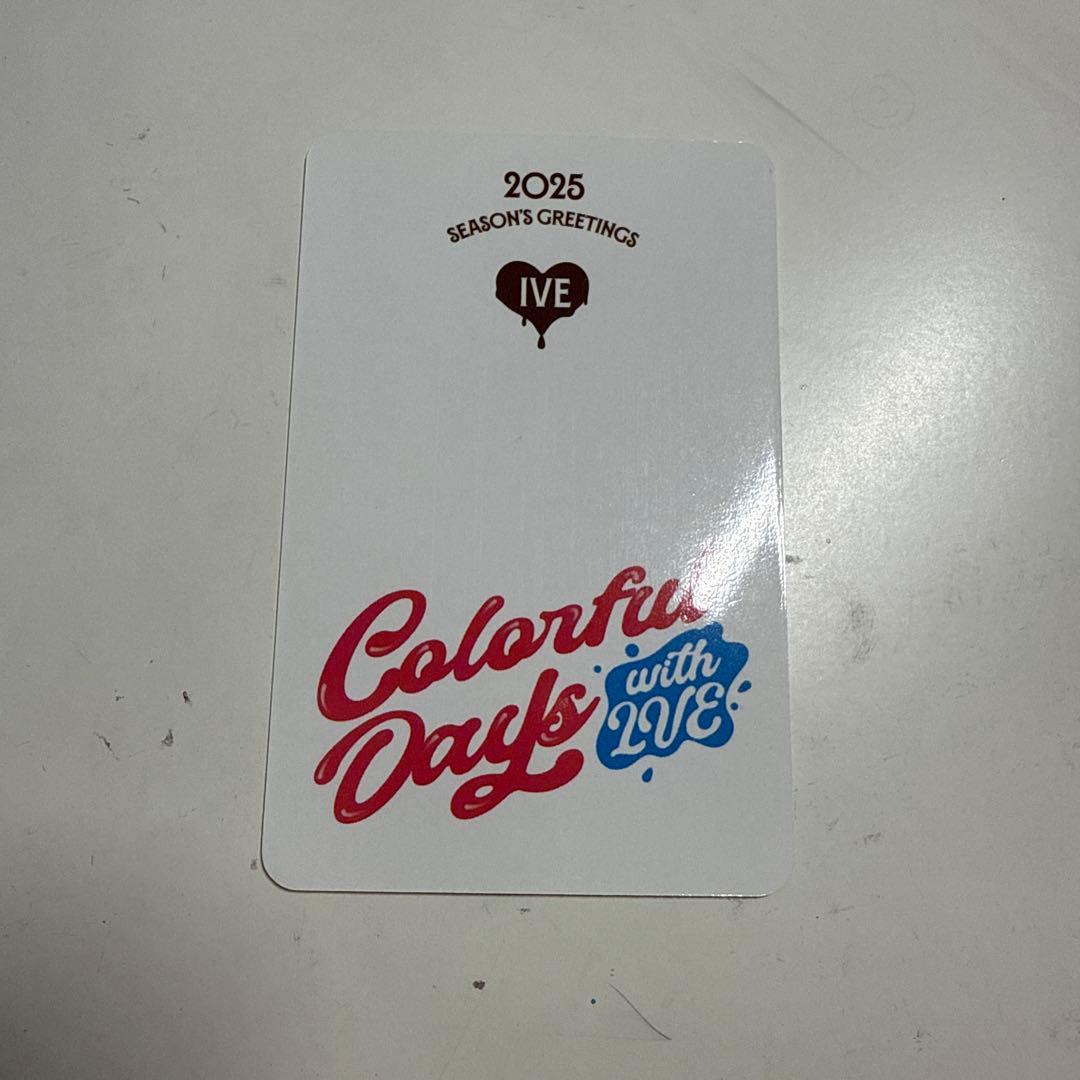 2025
SEASON'S GREETINGS
IVE
Colorful
Days
with
IVE